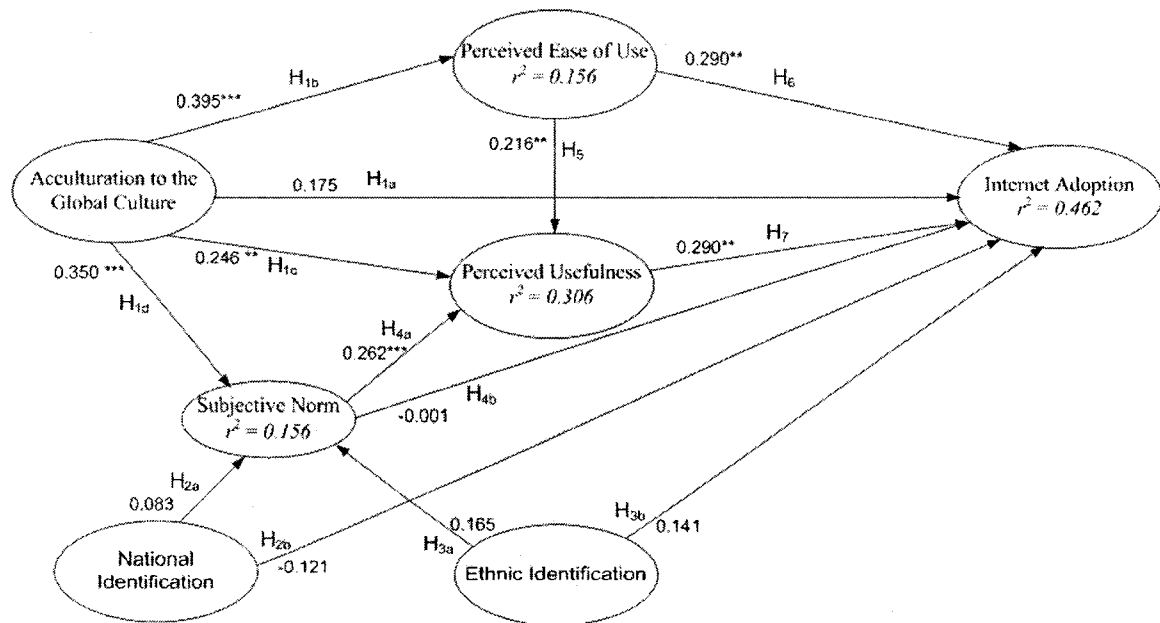 Perceived Ease of Use
r² = 0.156
0.290**
H6
H1b
0.395***
0.216**
H5
Acculturation to the
Global Culture
0.175
H1a
Internet Adoption
r² = 0.462
0.246 **
H1c
Perceived Usefulness
r² = 0.306
0.290**
H7
0.350 ***
H1d
H4a
0.262***
Subjective Norm
r² = 0.156
H4b
-0.001
H2a
0.083
National
Identification
H2b
-0.121
0.165
H3a
Ethnic Identification
H3b
0.141